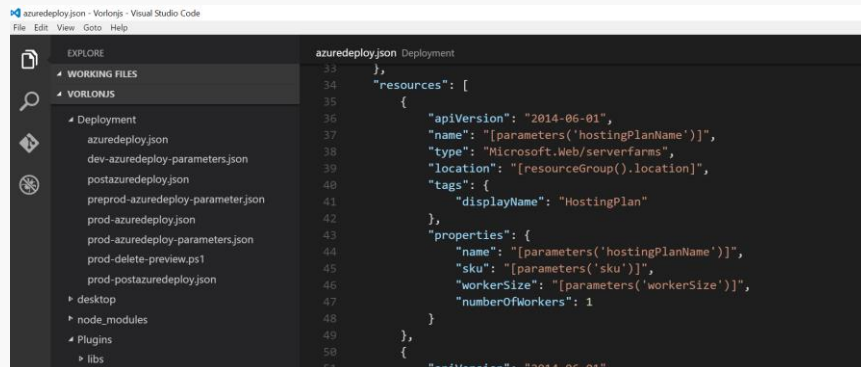 azuredeploy.json - Vorlonjs - Visual Studio Code
File Edit View Goto Help
EXPLORE
WORKING FILES
VORLONJS
Deployment
azuredeploy.json
dev-azuredeploy-parameters.json
postazuredeploy.json
preprod-azuredeploy-parameter.json
prod-azuredeploy.json
prod-azuredeploy-parameters.json
prod-delete-preview.ps1
prod-postazuredeploy.json
desktop
node_modules
Plugins
libs
azuredeploy.json Deployment
33 },
34 "resources": [
35 {
36 "apiVersion": "2014-06-01",
37 "name": "[parameters('hostingPlanName')]",
38 "type": "Microsoft.Web/serverfarms",
39 "location": "[resourceGroup().location]",
40 "tags": {
41 "displayName": "HostingPlan"
42 },
43 "properties": {
44 "name": "[parameters('hostingPlanName')]",
45 "sku": "[parameters('sku')]",
46 "workerSize": "[parameters('workerSize')]",
47 "numberOfWorkers": 1
48 }
49 },
50 {
"apiVersion": "2014-06-01"